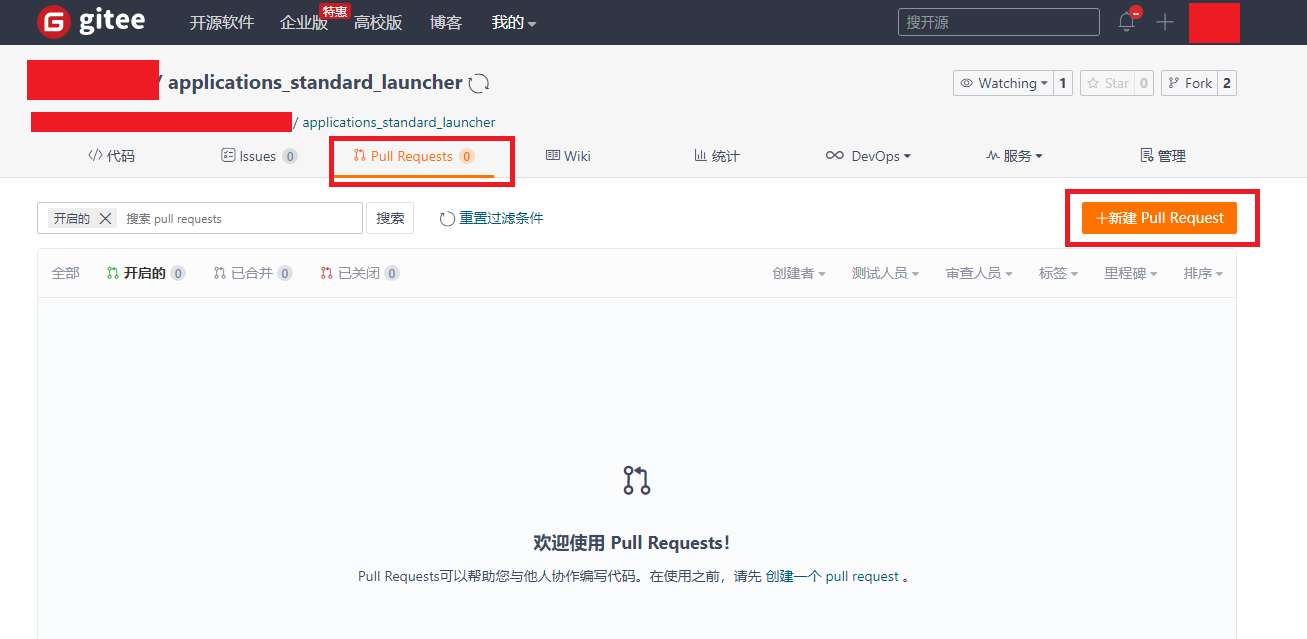 gitee 开源软件 企业版 特惠 高校版 博客 我的 搜开源
/ applications_standard_launcher Watching 1 Star 0 Fork 2
/ applications_standard_launcher
代码 Issues 0 Pull Requests 0 Wiki 统计 DevOps 服务 管理
开启的 搜索 pull requests 搜索 重置过滤条件 +新建 Pull Request
全部 开启的 0 已合并 0 已关闭 0 创建者 测试人员 审查人员 标签 里程碑 排序
欢迎使用 Pull Requests!
Pull Requests可以帮助您与他人协作编写代码。在使用之前，请先 创建一个 pull request 。